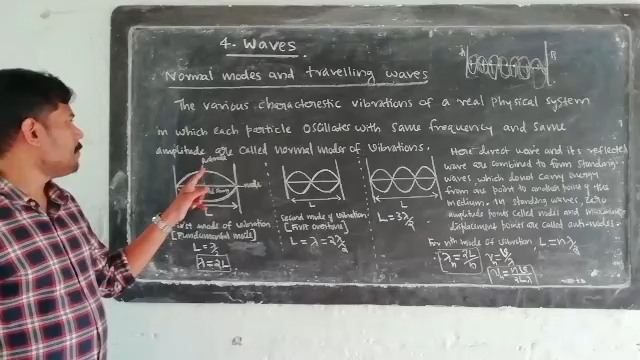 4. Waves
A
B
Normal modes and travelling waves
The various characterestic vibrations of a real physical system
in which each particle oscillates with same frequency and same
amplitude are called normal modes of vibrations.
Antinode
node
L
First mode of vibration
[Fundamental mode]
L = λ/2
λ = 2L
L
Second mode of vibration
[First overtone]
L = λ = 2λ/2
L
L = 3λ/2
Here direct wave and its reflected
wave are combined to form standing
waves which donot carry energy
from one point to another point of the
medium. In standing waves, zero
amplitude points called nodes and maximum
displacement points are called anti-nodes.
For nth mode of vibration, L = nλ/2
λn = 2L/n